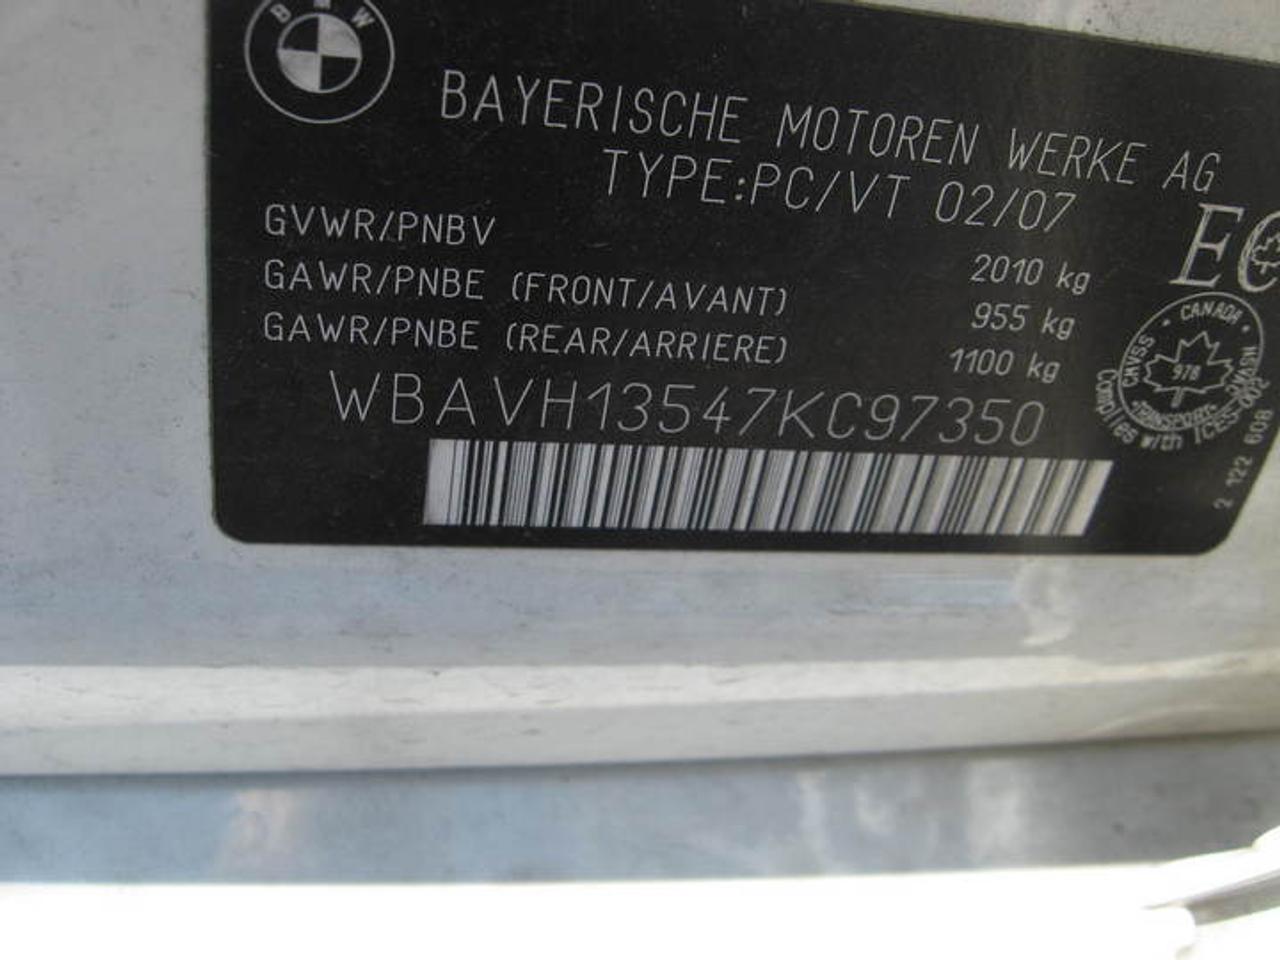 BMW
BAYERISCHE MOTOREN WERKE AG
TYPE:PC/VT 02/07
GVWR/PNBV 2010 kg
GAWR/PNBE (FRONT/AVANT) 955 kg
GAWR/PNBE (REAR/ARRIERE) 1100 kg
WBAVH13547KC97350
EC
CANADA
CMVSS
978
TRANSPORT
Complies with ICES-002
2 122 608